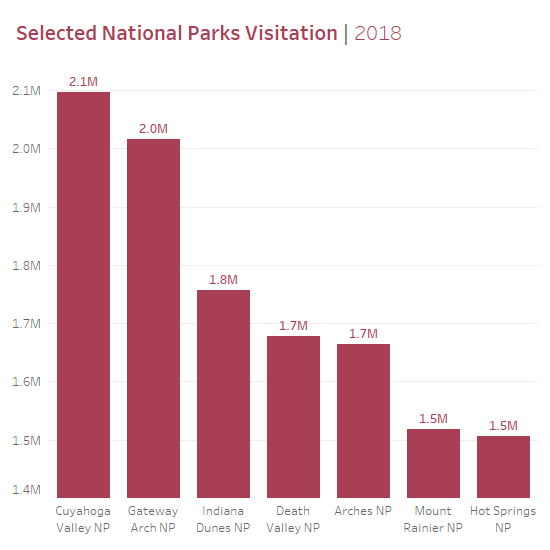 Selected National Parks Visitation | 2018
2.1M
2.0M
1.9M
1.8M
1.7M
1.6M
1.5M
1.4M
2.1M
2.0M
1.8M
1.7M
1.7M
1.5M
1.5M
Cuyahoga
Valley NP
Gateway
Arch NP
Indiana
Dunes NP
Death
Valley NP
Arches NP
Mount
Rainier NP
Hot Springs
NP